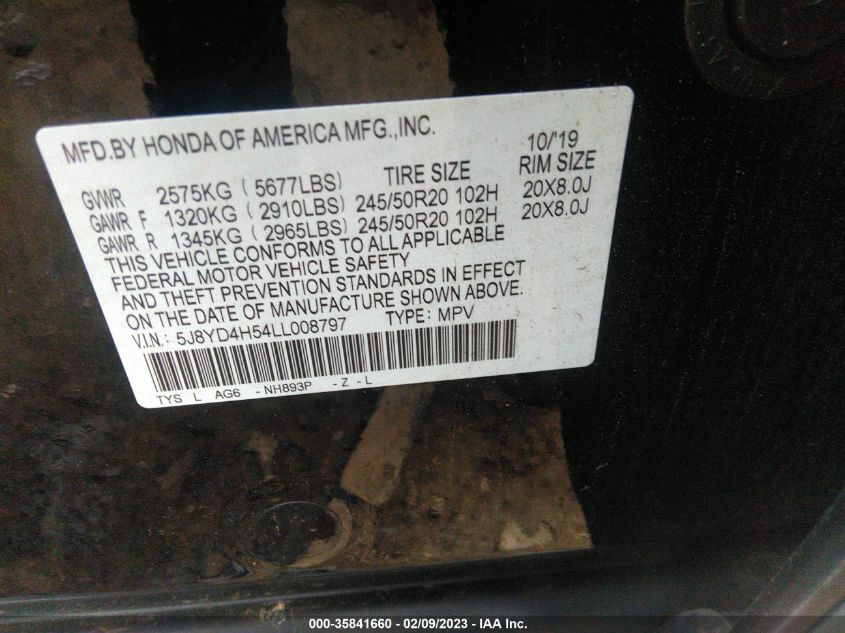 MFD.BY HONDA OF AMERICA MFG.,INC. 10/'19
TIRE SIZE RIM SIZE
GVWR 2575KG ( 5677LBS)
GAWR F 1320KG ( 2910LBS) 245/50R20 102H 20X8.0J
GAWR R 1345KG ( 2965LBS) 245/50R20 102H 20X8.0J
THIS VEHICLE CONFORMS TO ALL APPLICABLE
FEDERAL MOTOR VEHICLE SAFETY
AND THEFT PREVENTION STANDARDS IN EFFECT
ON THE DATE OF MANUFACTURE SHOWN ABOVE.
V.I.N.: 5J8YD4H54LL008797 TYPE: MPV
TYS L AG6 -NH893P -Z -L
000-35841660 - 02/09/2023 - IAA Inc.